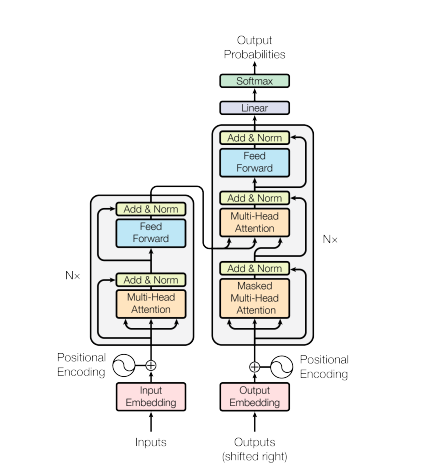 Output
Probabilities
Softmax
Linear
Add & Norm
Feed
Forward
Add & Norm
Multi-Head
Attention
Add & Norm
Masked
Multi-Head
Attention
Nx
Add & Norm
Feed
Forward
Add & Norm
Multi-Head
Attention
Nx
Positional
Encoding
Positional
Encoding
Input
Embedding
Output
Embedding
Inputs
Outputs
(shifted right)